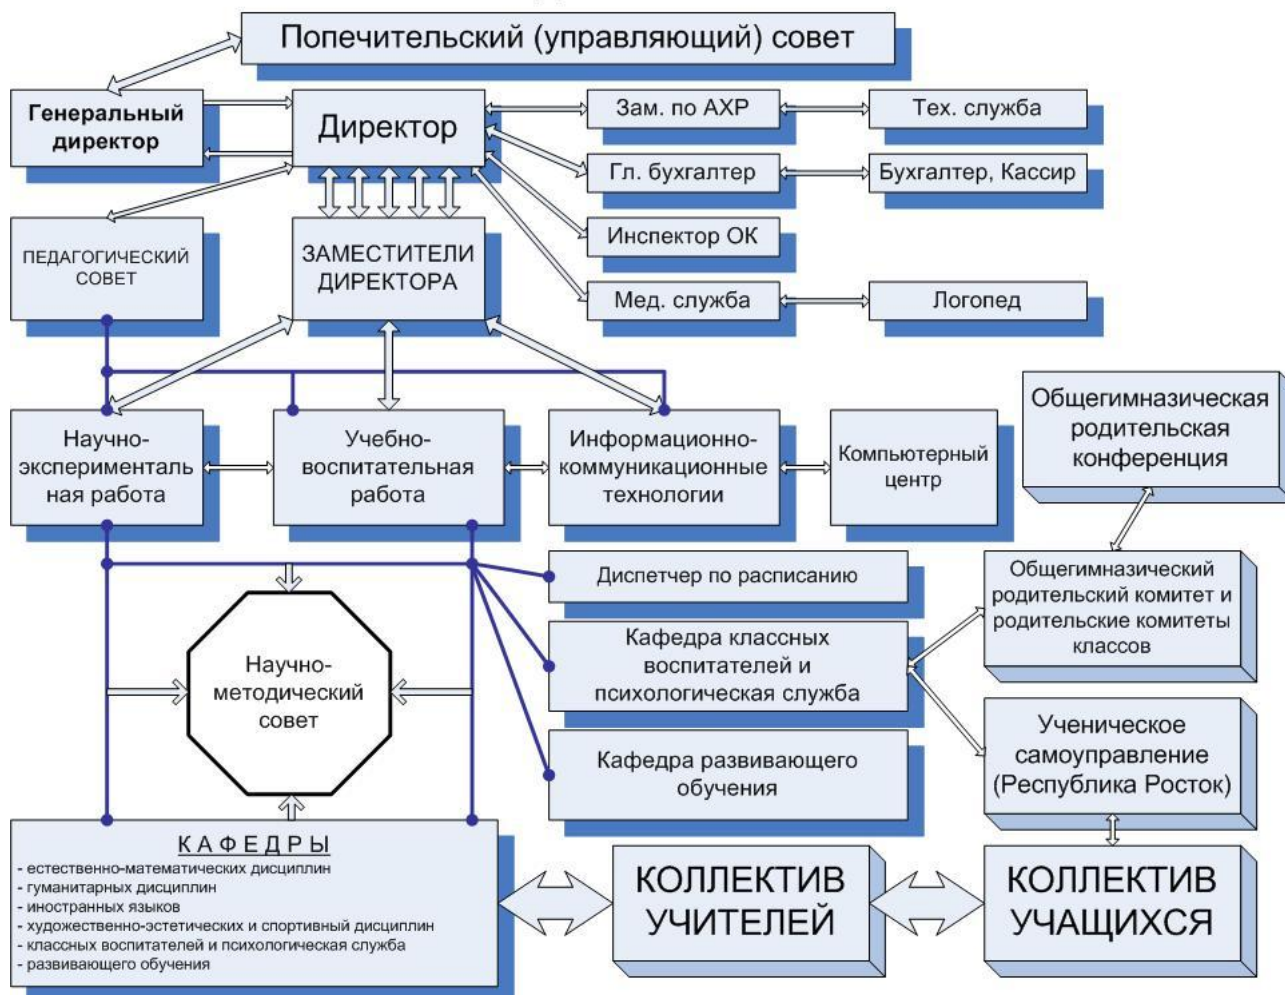 Попечительский (управляющий) совет
Генеральный
директор
Директор
Зам. по АХР
Тех. служба
Гл. бухгалтер
Бухгалтер, Кассир
Инспектор ОК
Мед. служба
Логопед
ПЕДАГОГИЧЕСКИЙ
СОВЕТ
ЗАМЕСТИТЕЛИ
ДИРЕКТОРА
Научно-
эксперименталь
ная работа
Учебно-
воспитательная
работа
Информационно-
коммуникационные
технологии
Компьютерный
центр
Общегимназическая
родительская
конференция
Диспетчер по расписанию
Кафедра классных
воспитателей и
психологическая служба
Кафедра развивающего
обучения
Общегимназический
родительский комитет и
родительские комитеты
классов
Ученическое
самоуправление
(Республика Росток)
Научно-
методический
совет
КАФЕДРЫ
- естественно-математических дисциплин
- гуманитарных дисциплин
- иностранных языков
- художественно-эстетических и спортивный дисциплин
- классных воспитателей и психологическая служба
- развивающего обучения
КОЛЛЕКТИВ
УЧИТЕЛЕЙ
КОЛЛЕКТИВ
УЧАЩИХСЯ